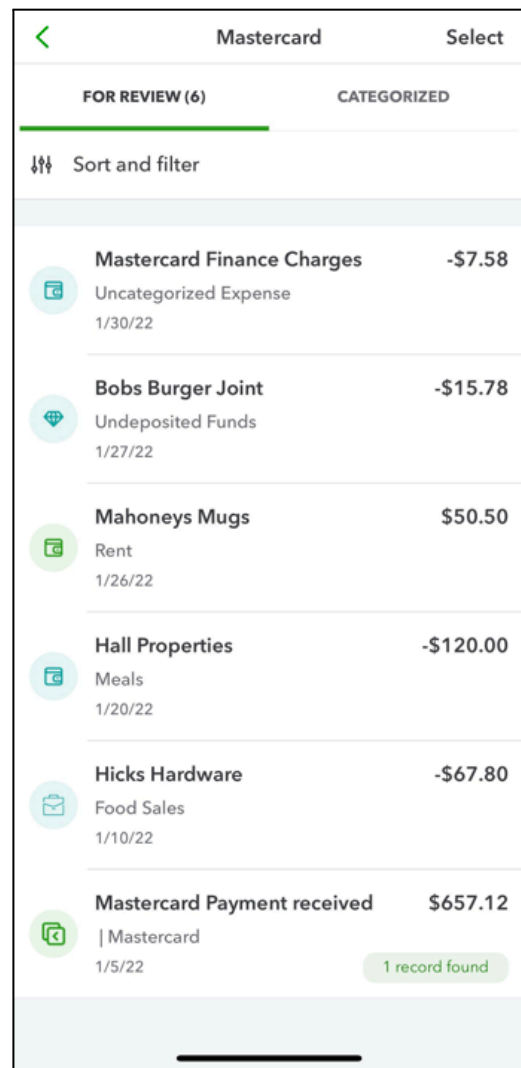 Mastercard Select
FOR REVIEW (6) CATEGORIZED
Sort and filter
Mastercard Finance Charges -$7.58
Uncategorized Expense
1/30/22
Bobs Burger Joint -$15.78
Undeposited Funds
1/27/22
Mahoneys Mugs $50.50
Rent
1/26/22
Hall Properties -$120.00
Meals
1/20/22
Hicks Hardware -$67.80
Food Sales
1/10/22
Mastercard Payment received $657.12
| Mastercard
1/5/22 1 record found